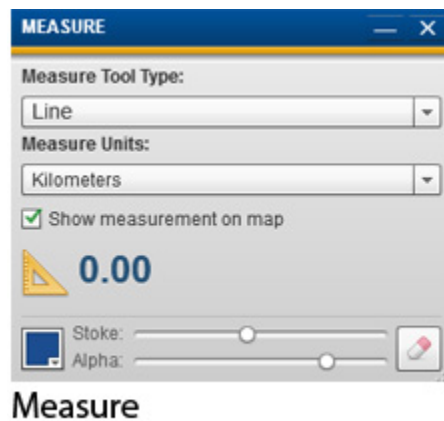 MEASURE
Measure Tool Type:
Line
Measure Units:
Kilometers
Show measurement on map
0.00
Stoke:
Alpha:
Measure